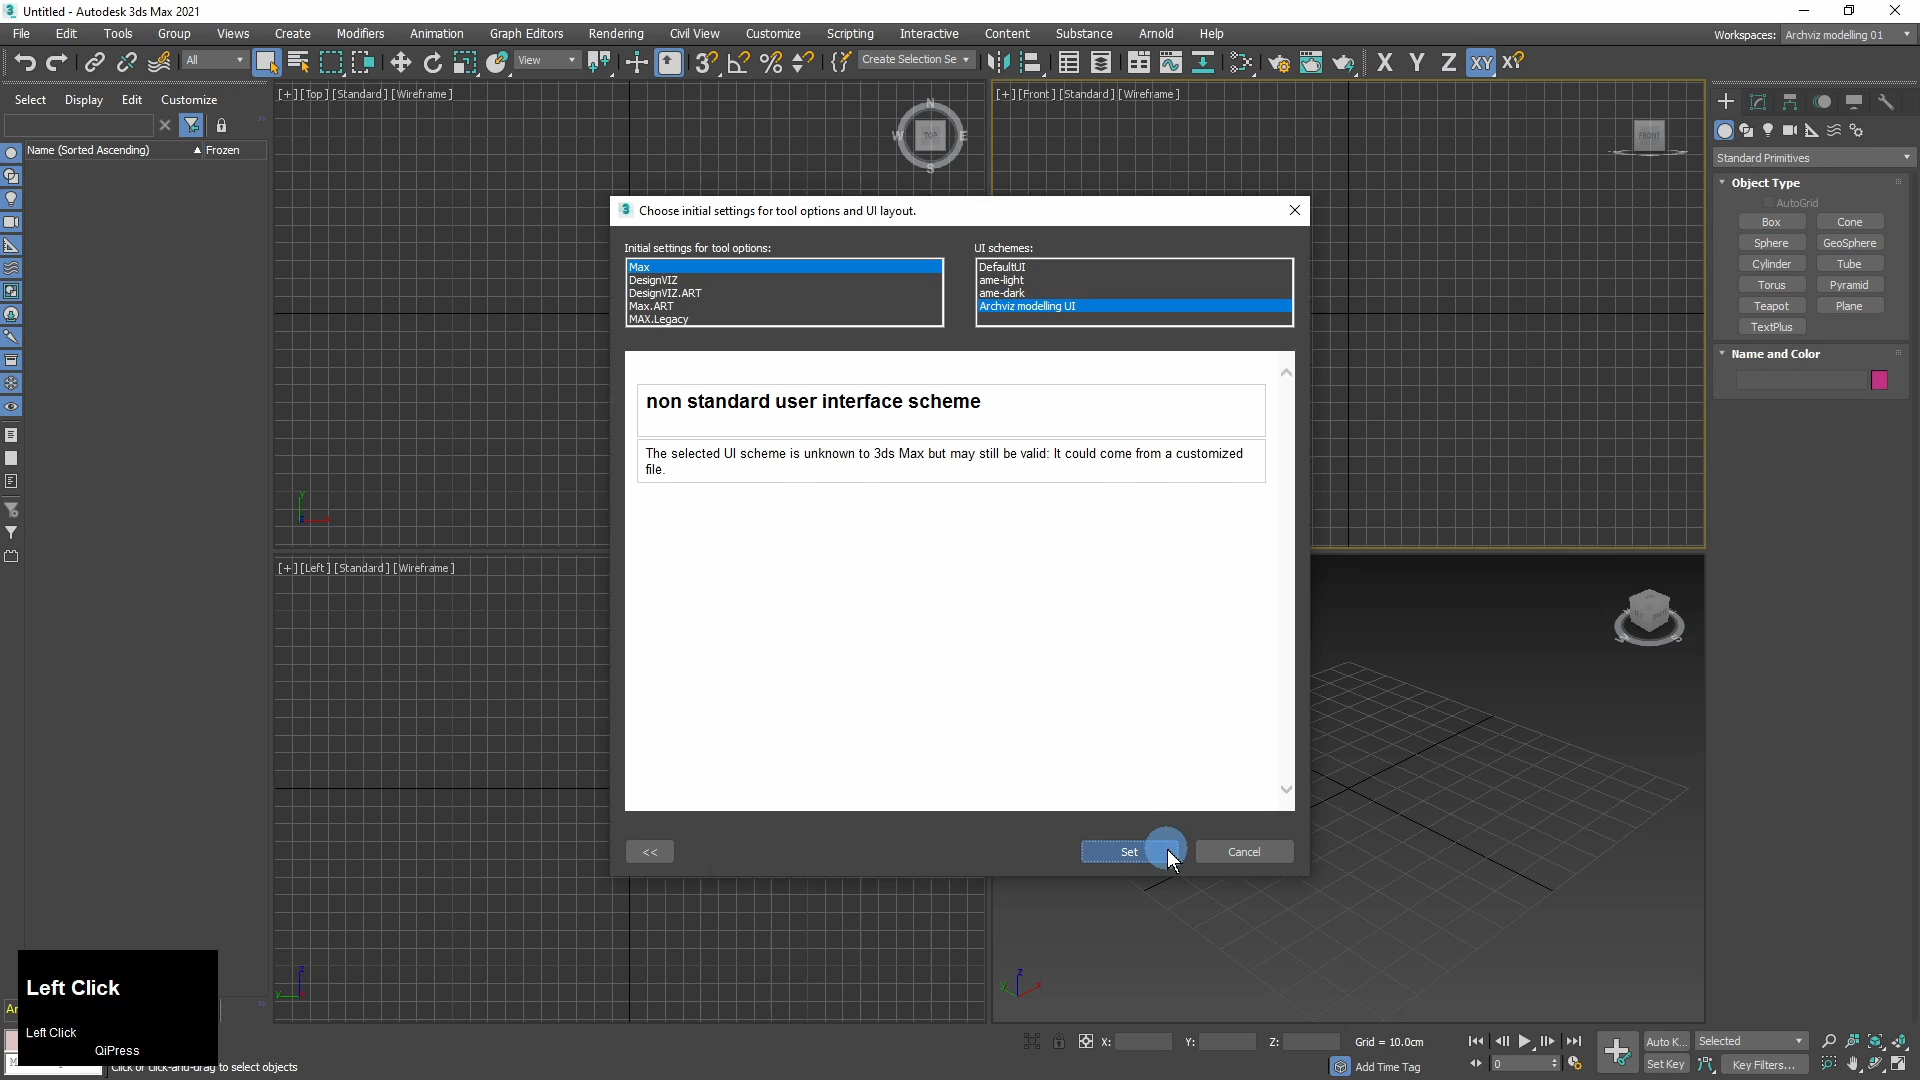 Untitled - Autodesk 3ds Max 2021
File Edit Tools Group Views Create Modifiers Animation Graph Editors Rendering Civil View Customize Scripting Interactive Content Substance Arnold Help
Workspaces: Archviz modelling 01
All View Create Selection Se X Y Z XY
Select Display Edit Customize
Name (Sorted Ascending) Frozen
[+] [Top] [Standard] [Wireframe]
N
W TOP E
S
[+] [Front] [Standard] [Wireframe]
FRONT
Standard Primitives
Object Type
AutoGrid
Box Cone
Sphere GeoSphere
Cylinder Tube
Torus Pyramid
Teapot Plane
TextPlus
Name and Color
Choose initial settings for tool options and UI layout.
Initial settings for tool options:
Max
DesignVIZ
DesignVIZ.ART
Max.ART
MAX.Legacy
UI schemes:
DefaultUI
ame-light
ame-dark
Archviz modelling UI
non standard user interface scheme
The selected UI scheme is unknown to 3ds Max but may still be valid: It could come from a customized
file.
<< Set Cancel
y
[+] [Left] [Standard] [Wireframe]
z
y
z
y x
Left Click
Left Click
QiPress
Click or click-and-drag to select objects
X: Y: Z: Grid = 10.0cm
Add Time Tag
0
Auto K... Selected
Set Key Key Filters...